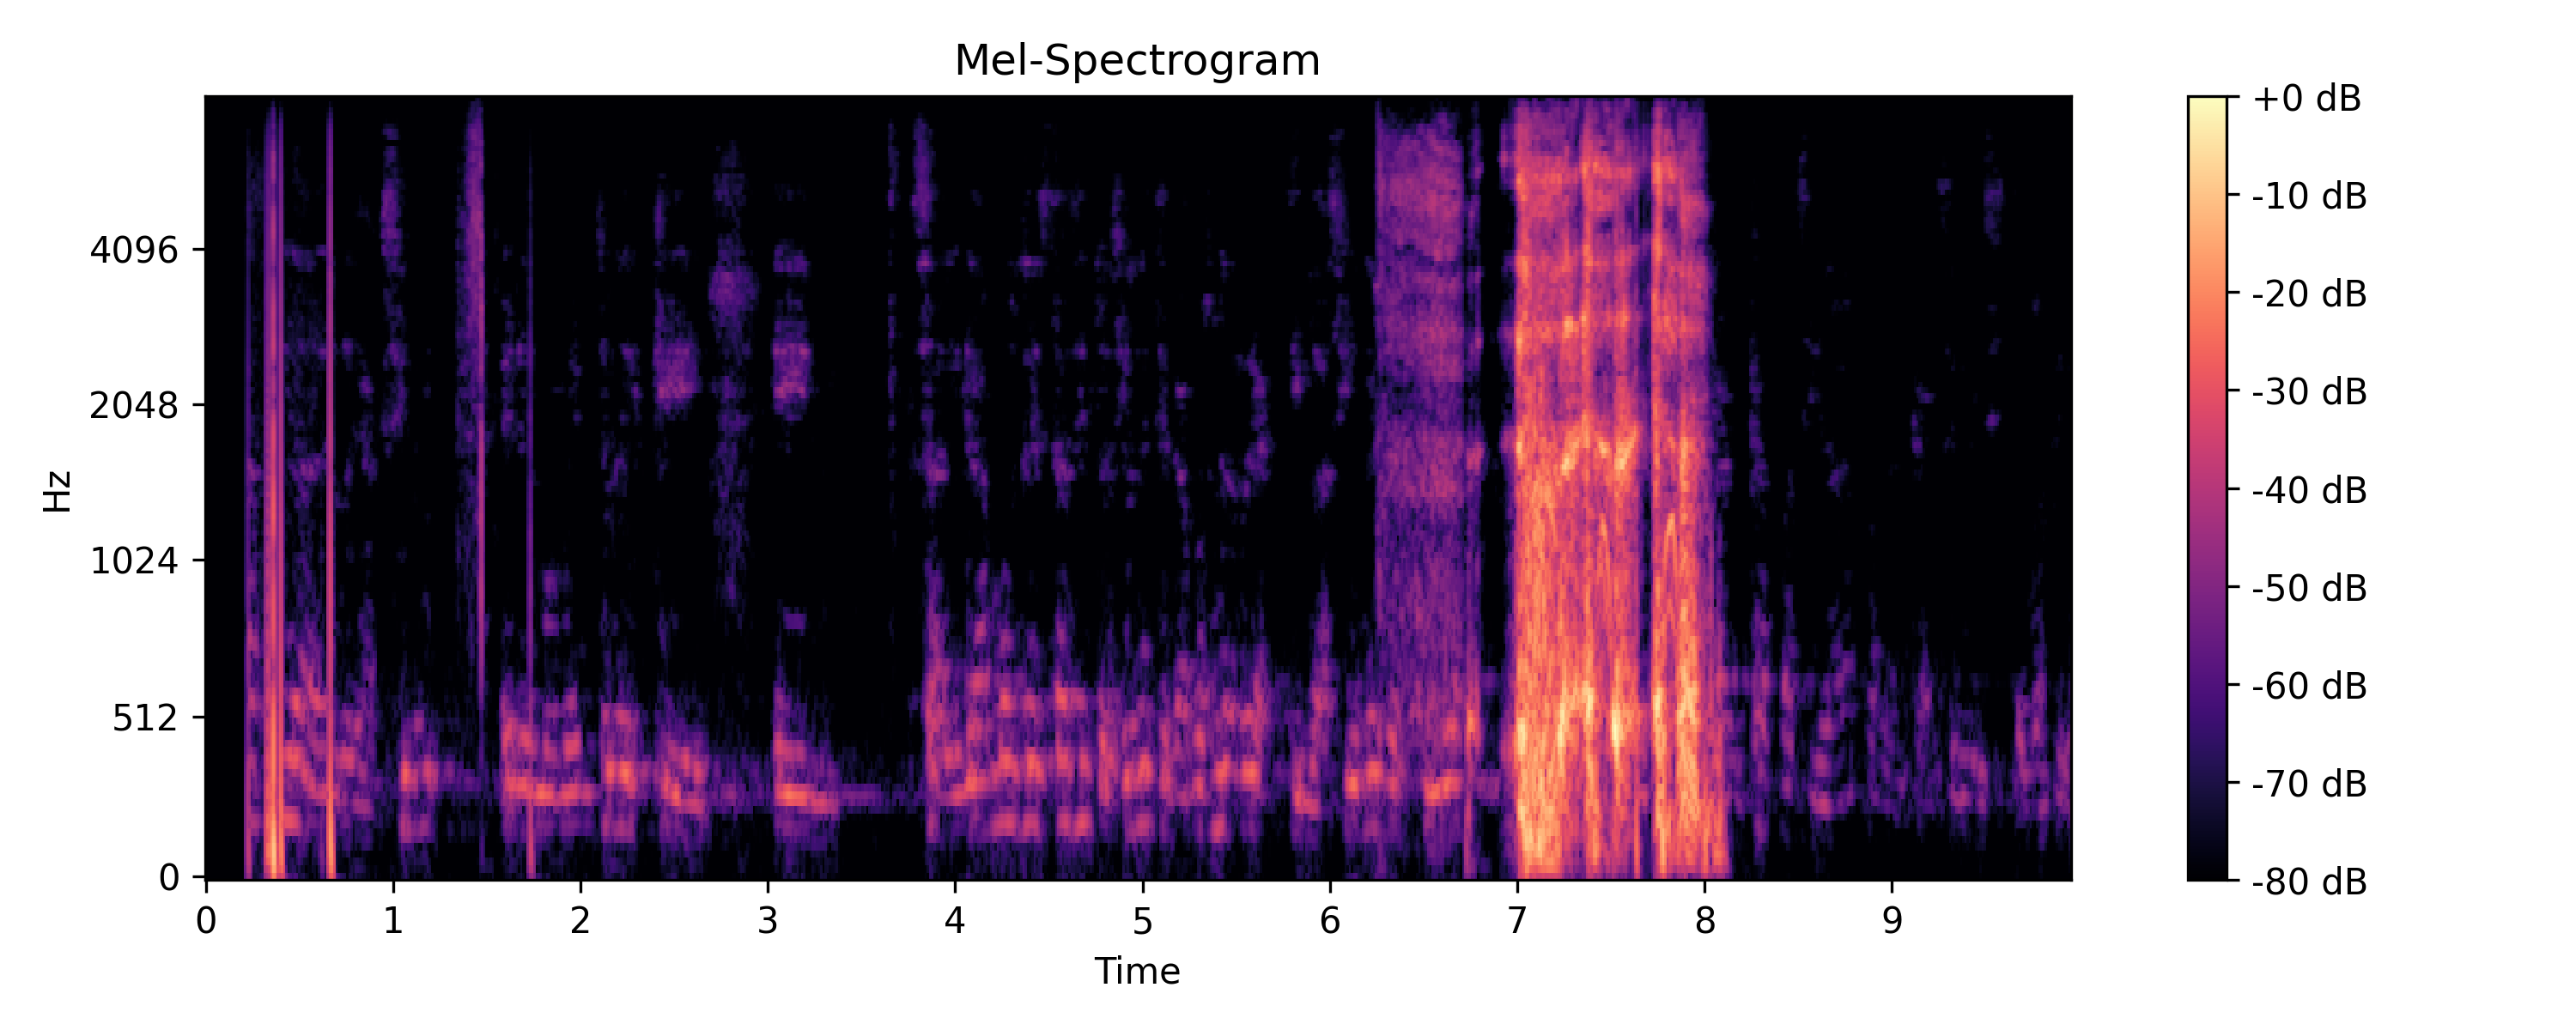 Mel-Spectrogram
+0 dB
-10 dB
-20 dB
-30 dB
-40 dB
-50 dB
-60 dB
-70 dB
-80 dB
Hz
4096
2048
1024
512
0
0 1 2 3 4 5 6 7 8 9
Time